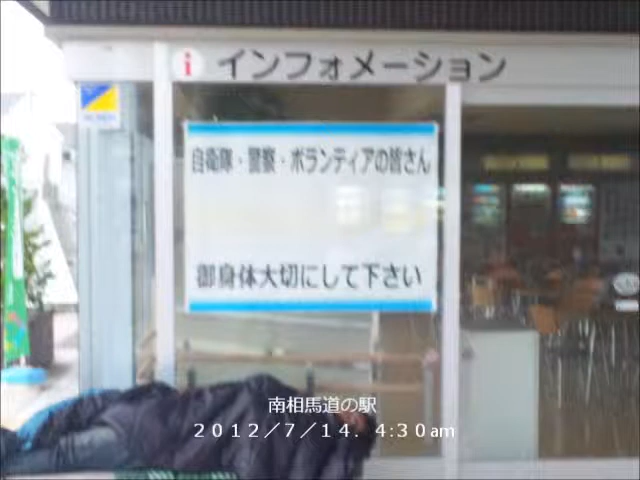 i インフォメーション
自衛隊・警察・ボランティアの皆さん
御身体大切にして下さい
南相馬道の駅
２０１２／７／１４．４:３０am